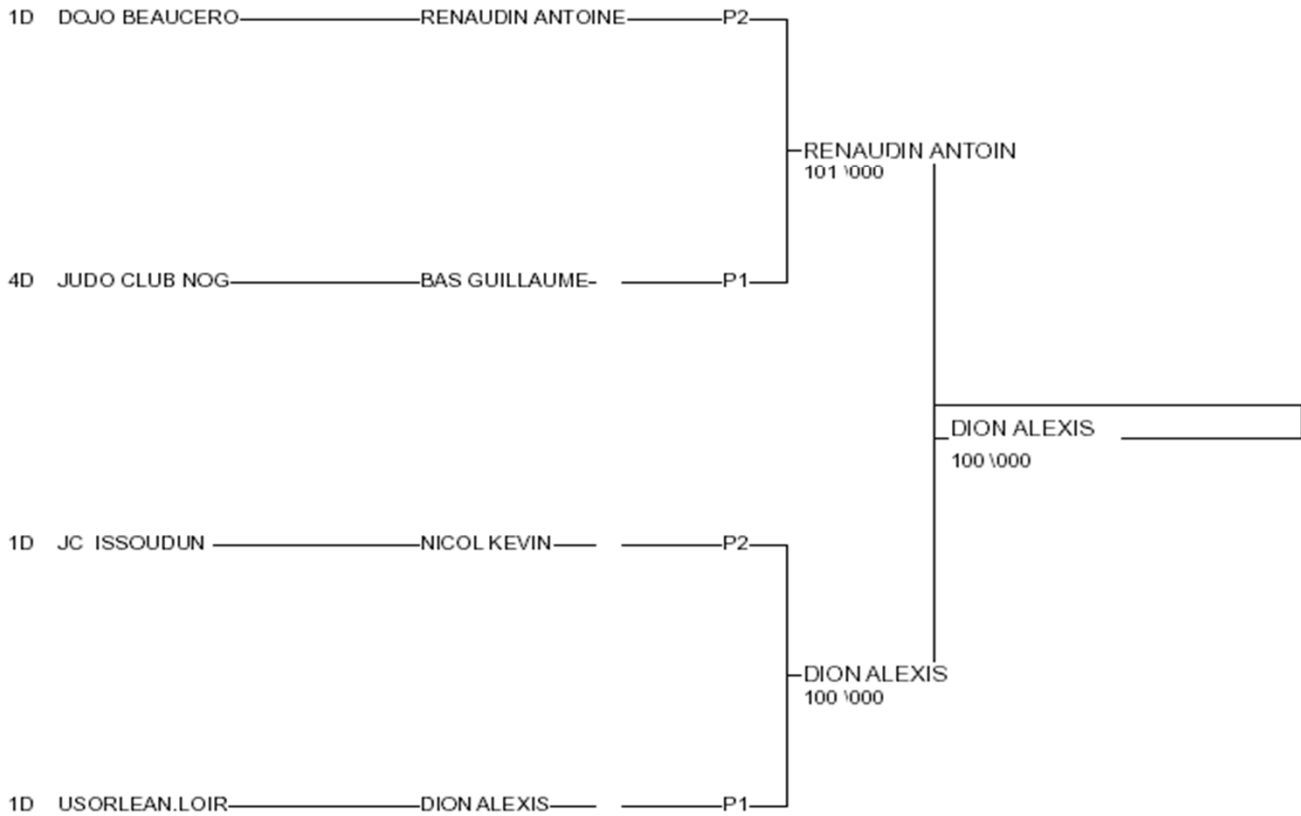 1D DOJO BEAUCERO RENAUDIN ANTOINE P2
RENAUDIN ANTOIN
101 \000
4D JUDO CLUB NOG BAS GUILLAUME P1
DION ALEXIS
100 \000
1D JC ISSOUDUN NICOL KEVIN P2
DION ALEXIS
100 \000
1D USORLEAN.LOIR DION ALEXIS P1